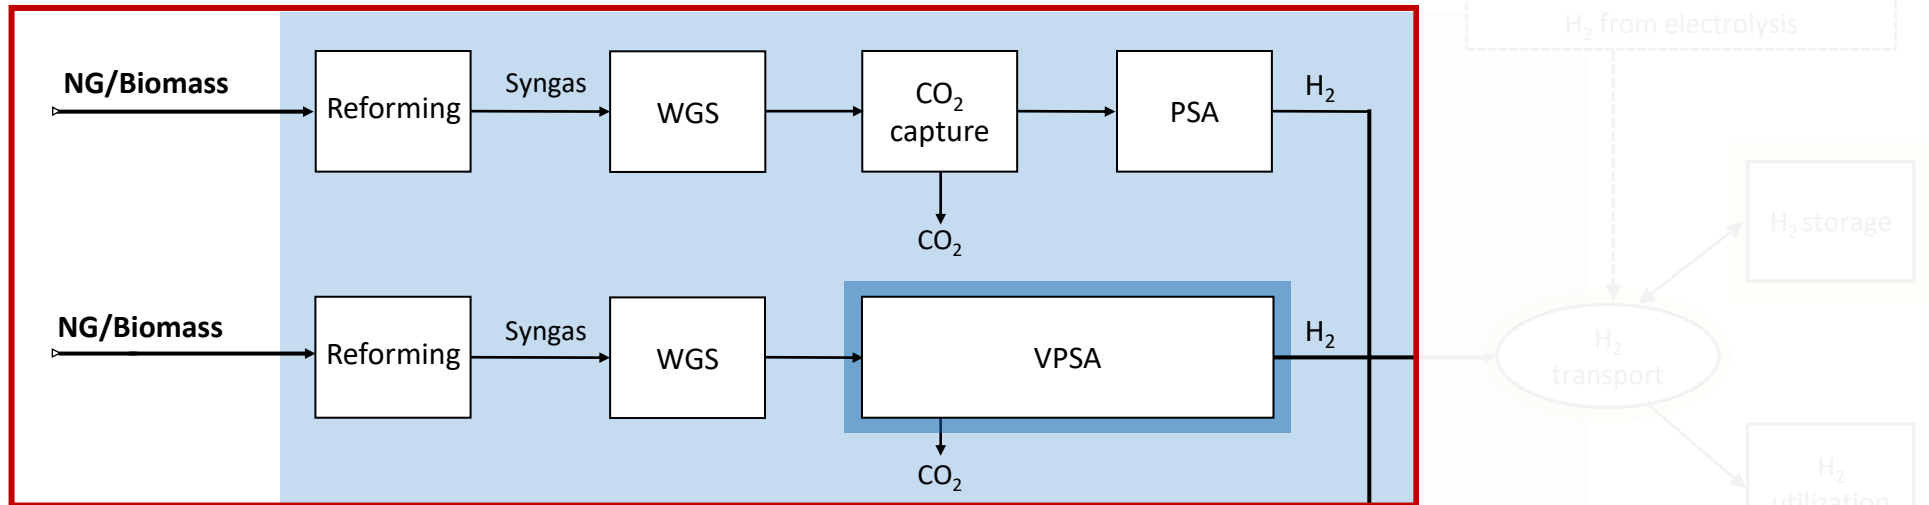 H₂ from electrolysis
NG/Biomass
Reforming
Syngas
WGS
CO₂
capture
PSA
H₂
CO₂
H₂ storage
NG/Biomass
Reforming
Syngas
WGS
VPSA
H₂
CO₂
H₂
transport
H₂
utilization